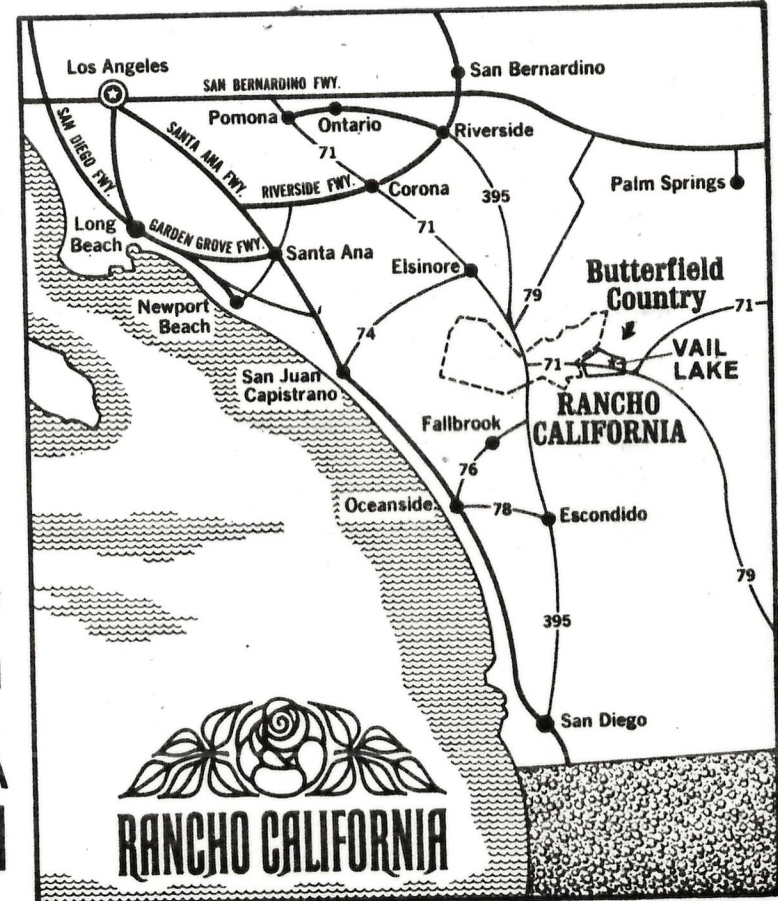 Los Angeles
SAN BERNARDINO FWY.
San Bernardino
Pomona
Ontario
Riverside
SAN DIEGO FWY.
SANTA ANA FWY.
71
RIVERSIDE FWY.
Corona
395
Palm Springs
Long
Beach
GARDEN GROVE FWY.
Santa Ana
71
Elsinore
79
Butterfield
Country
71
Newport
Beach
74
71
VAIL
LAKE
San Juan
Capistrano
RANCHO
CALIFORNIA
Fallbrook
76
Oceanside
78
Escondido
79
395
San Diego
RANCHO CALIFORNIA